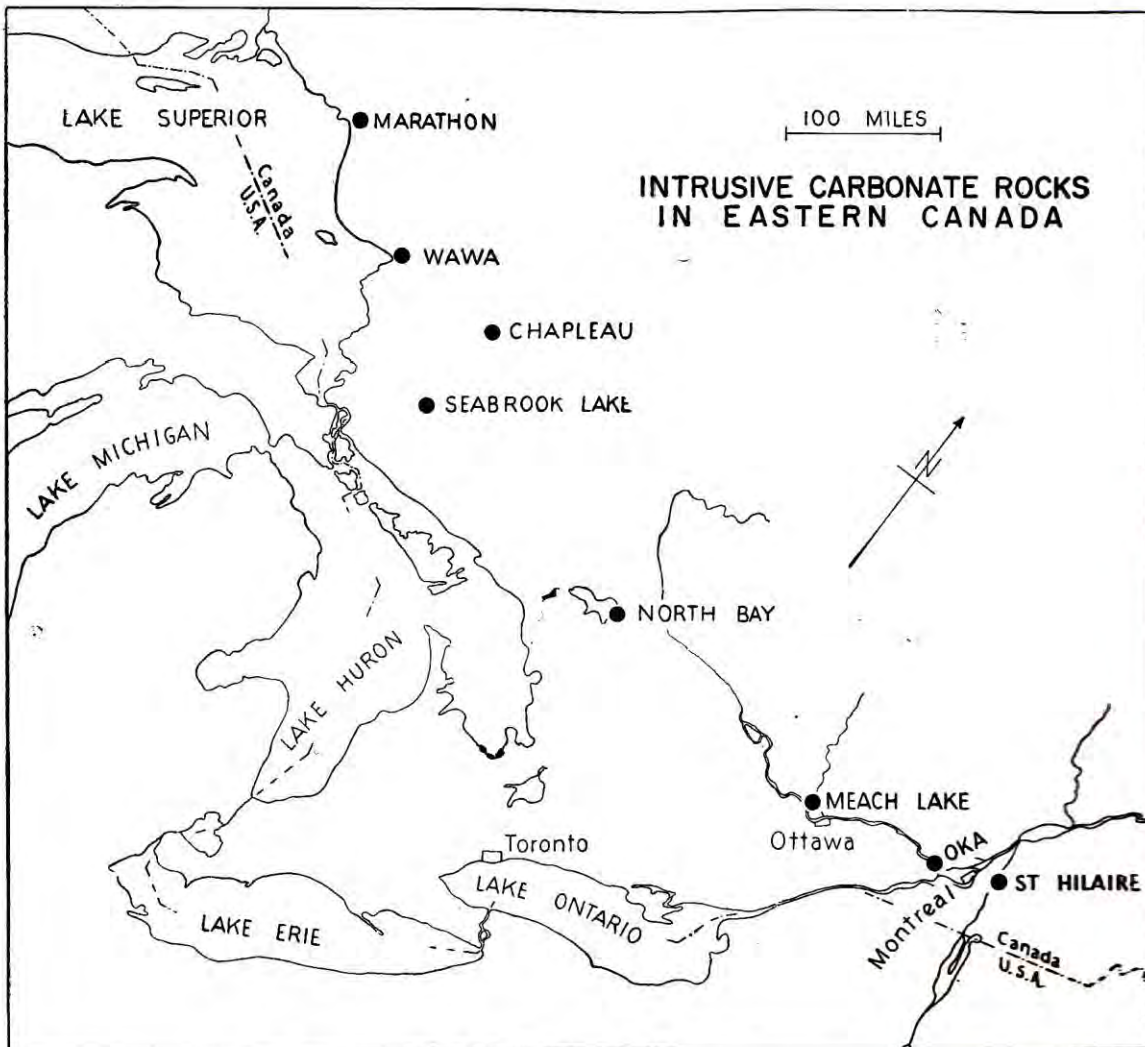 LAKE SUPERIOR
MARATHON
100 MILES
INTRUSIVE CARBONATE ROCKS
IN EASTERN CANADA
Canada
U.S.A.
WAWA
CHAPLEAU
SEABROOK LAKE
LAKE MICHIGAN
N
NORTH BAY
LAKE HURON
MEACH LAKE
Ottawa
OKA
Toronto
ST HILAIRE
LAKE ONTARIO
Montreal
LAKE ERIE
Canada
U.S.A.